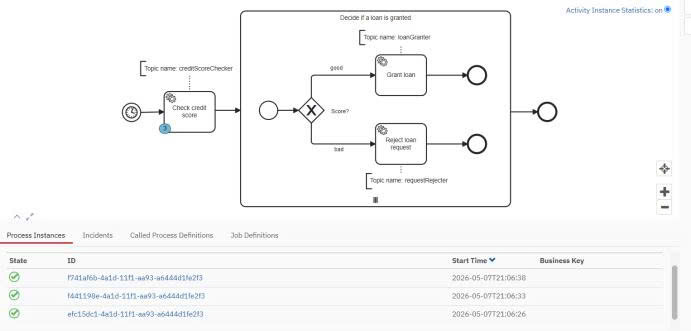 Activity Instance Statistics: on
Decide if a loan is granted
Topic name: loanGranter
Topic name: creditScoreChecker
good
Grant loan
Check credit
score
3
X
Score?
Reject loan
request
bad
Topic name: requestRejecter
Process Instances Incidents Called Process Definitions Job Definitions
State ID Start Time Business Key
f741af6b-4a1d-11f1-aa93-a6444d1fe2f3 2026-05-07T21:06:38
f441198e-4a1d-11f1-aa93-a6444d1fe2f3 2026-05-07T21:06:33
efc15dc1-4a1d-11f1-aa93-a6444d1fe2f3 2026-05-07T21:06:26